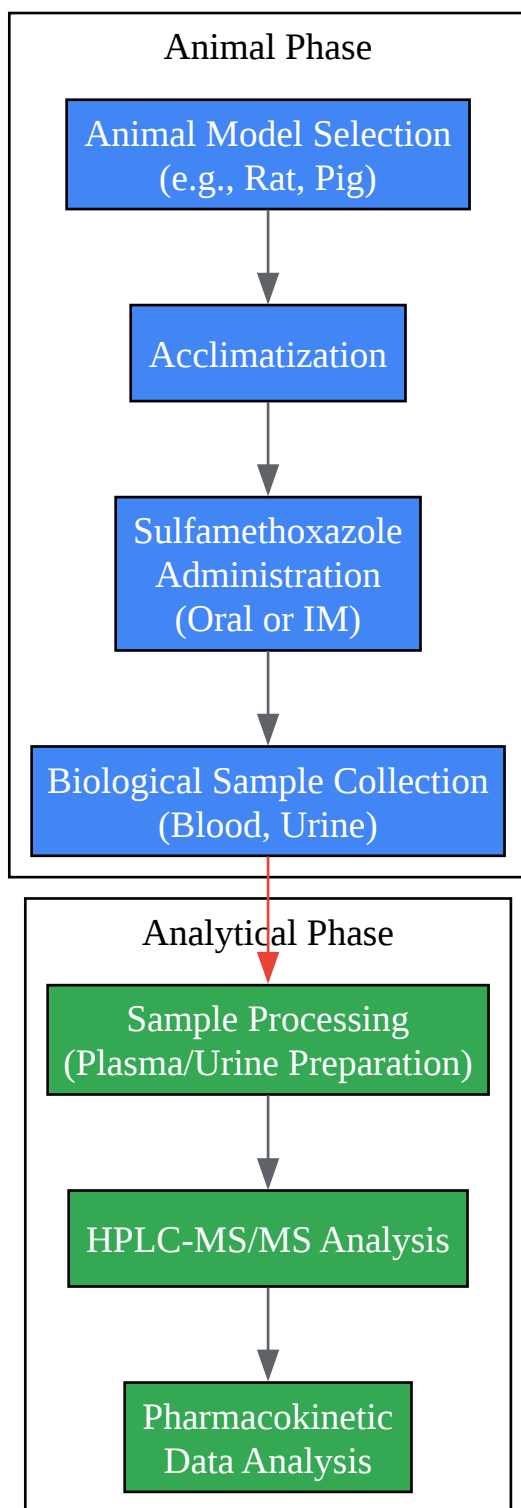 Animal Phase
Animal Model Selection
(e.g., Rat, Pig)
Acclimatization
Sulfamethoxazole
Administration
(Oral or IM)
Biological Sample Collection
(Blood, Urine)
Analytical Phase
Sample Processing
(Plasma/Urine Preparation)
HPLC-MS/MS Analysis
Pharmacokinetic
Data Analysis